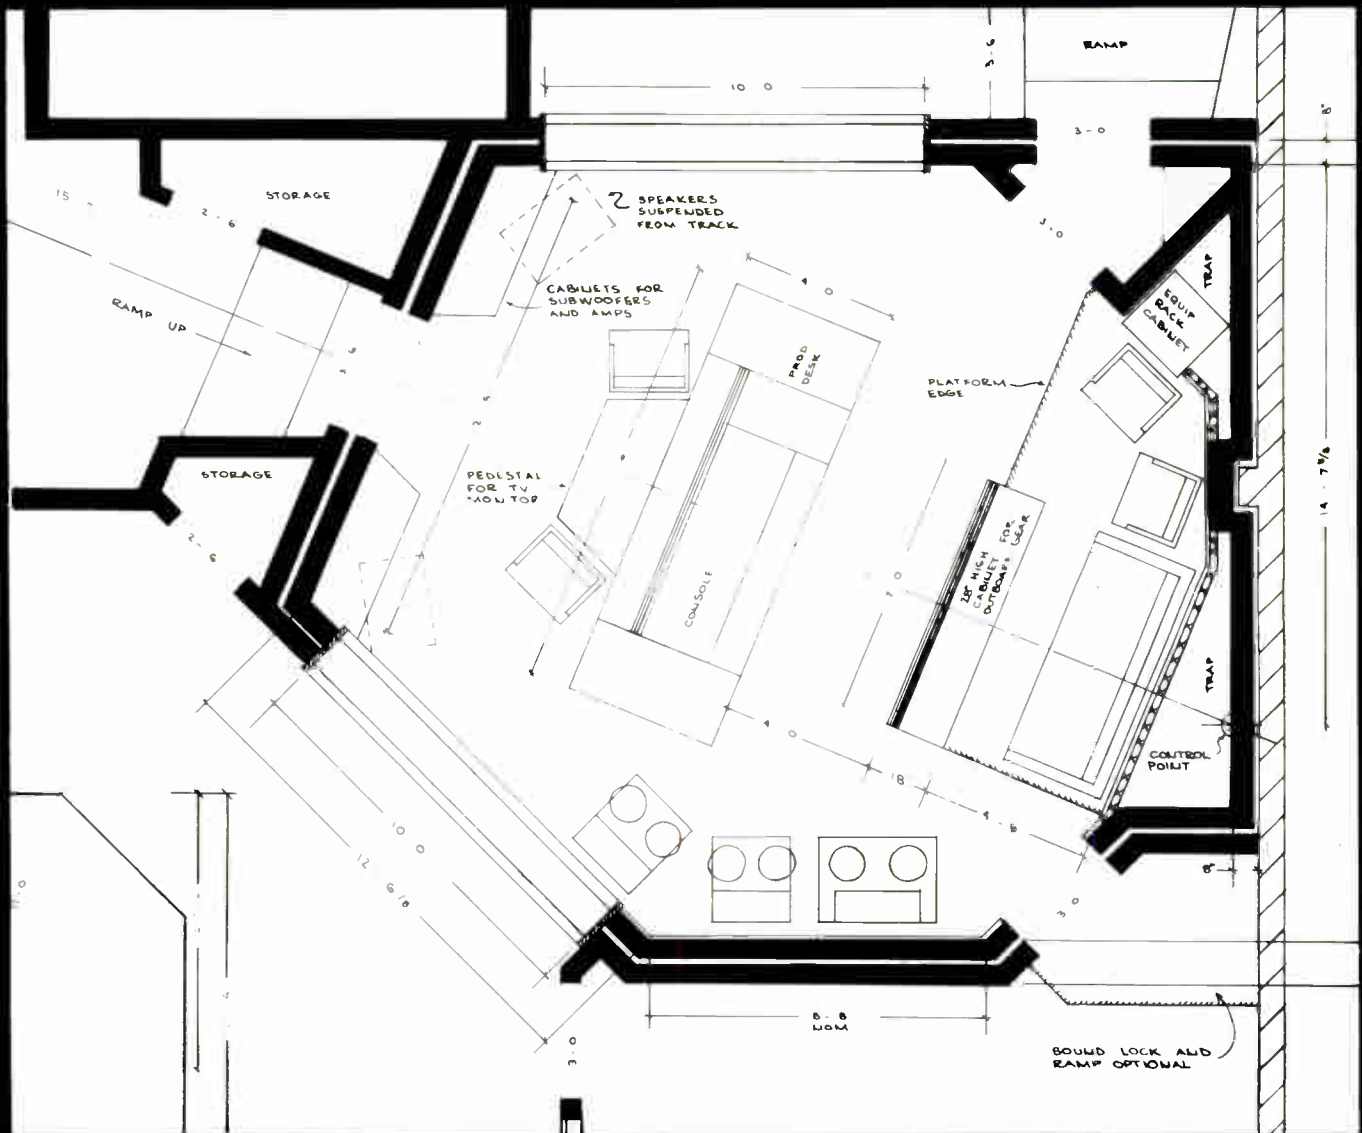 RAMP
3-6
10 0
3-0
8"
15 -
STORAGE
2-6
2 SPEAKERS
SUSPENDED
FROM TRACK
3-0
TRAP
CABINETS FOR
SUBWOOFERS
AND AMPS
4 0
EQUIP
RACK
CABINET
RAMP UP
PROD
DESK
PLATFORM
EDGE
STORAGE
PEDESTAL
FOR TV
MONITOR
14 - 7 5/8
2-6
28" HIGH
CABINET FOR
OUTBOARD GEAR
7 0
CONSOLE
TRAP
CONTROL
POINT
4 0
18
4-6
10 0
12 6 1/8
8"
3-0
8-8
NOM
3-0
SOUND LOCK AND
RAMP OPTIONAL